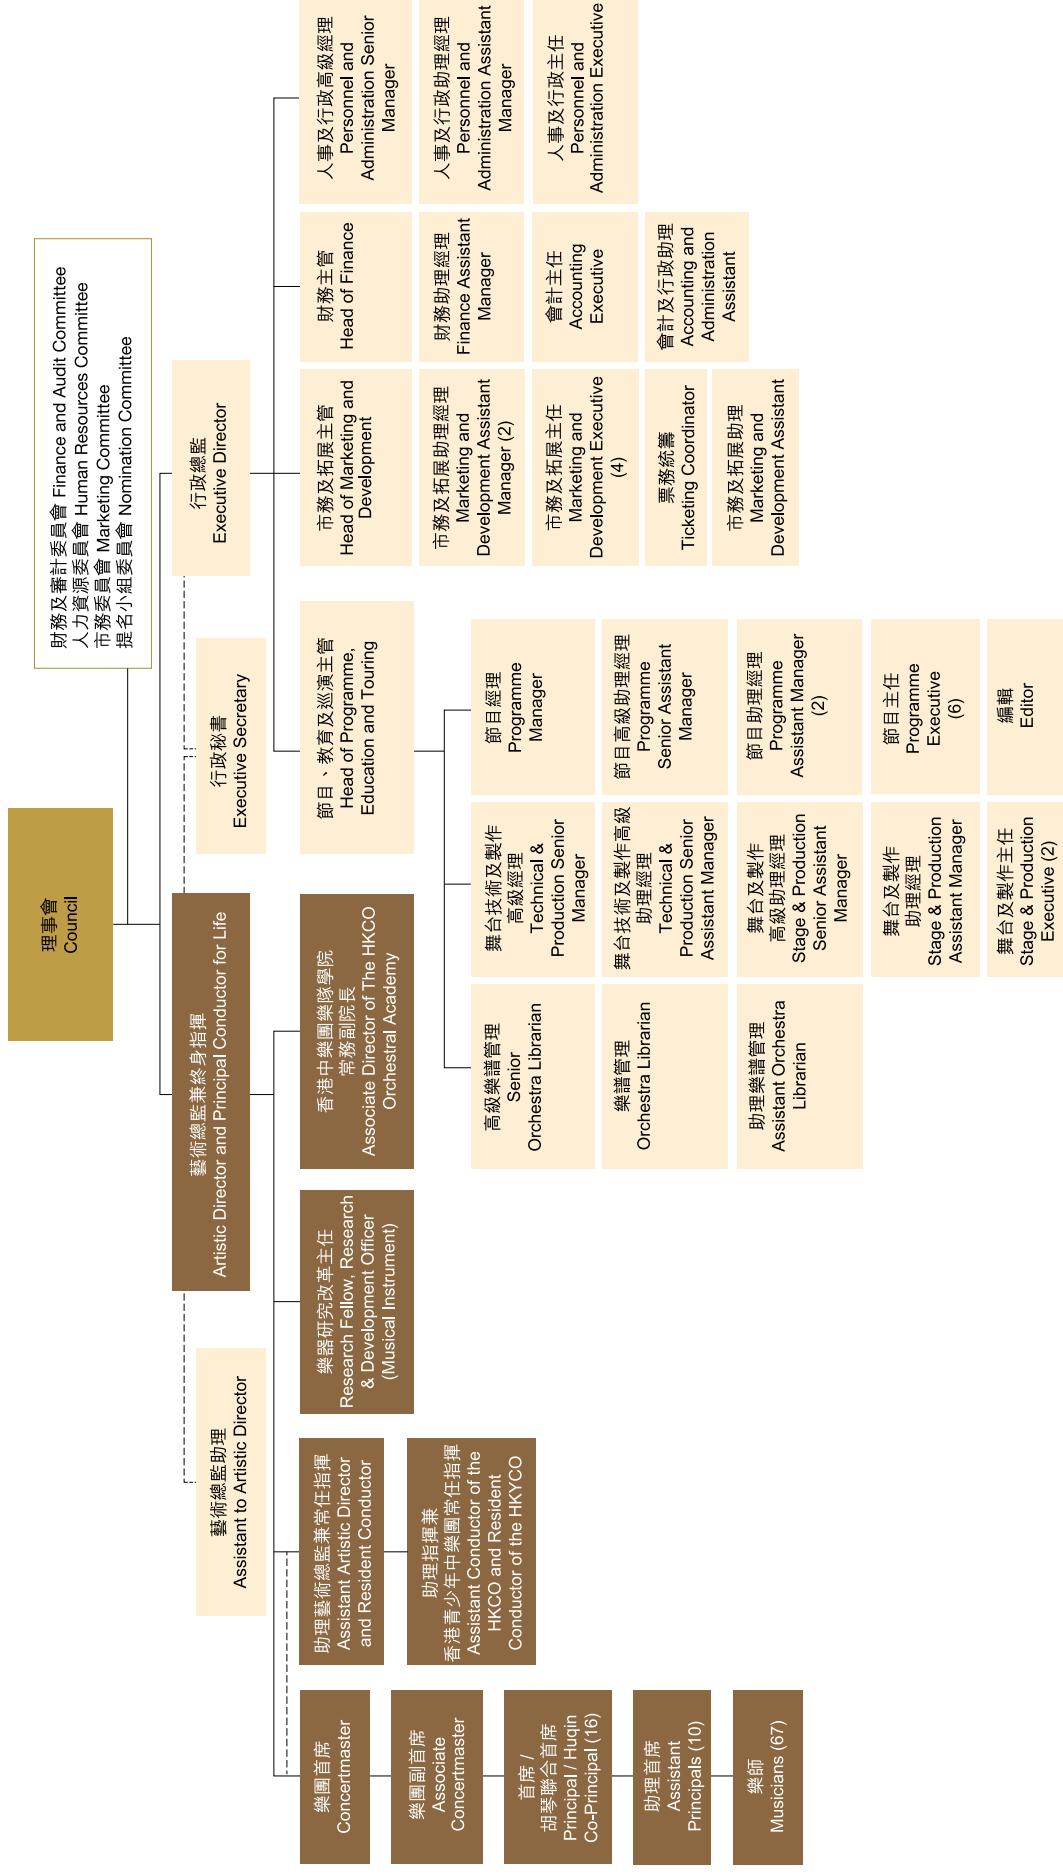 理事會
Council
財務及審計委員會 Finance and Audit Committee
人力資源委員會 Human Resources Committee
市務委員會 Marketing Committee
提名小組委員會 Nomination Committee
藝術總監兼終身指揮
Artistic Director and Principal Conductor for Life
行政總監
Executive Director
藝術總監助理
Assistant to Artistic Director
行政秘書
Executive Secretary
樂團首席
Concertmaster
樂團副首席
Associate
Concertmaster
首席 /
胡琴聯合首席
Principal / Huqin
Co-Principal (16)
助理首席
Assistant
Principals (10)
樂師
Musicians (67)
助理藝術總監兼常任指揮
Assistant Artistic Director
and Resident Conductor
助理指揮兼
香港青少年中樂團常任指揮
Assistant Conductor of the
HKCO and Resident
Conductor of the HKYCO
樂器研究改革主任
Research Fellow, Research
& Development Officer
(Musical Instrument)
香港中樂團樂隊學院
常務副院長
Associate Director of The HKCO
Orchestral Academy
節目、教育及巡演主管
Head of Programme,
Education and Touring
高級樂譜管理
Senior
Orchestra Librarian
樂譜管理
Orchestra Librarian
助理樂譜管理
Assistant Orchestra
Librarian
舞台技術及製作
高級經理
Technical &
Production Senior
Manager
舞台技術及製作高級
助理經理
Technical &
Production Senior
Assistant Manager
舞台及製作
高級助理經理
Stage & Production
Senior Assistant
Manager
舞台及製作
助理經理
Stage & Production
Assistant Manager
舞台及製作主任
Stage & Production
Executive (2)
節目經理
Programme
Manager
節目高級助理經理
Programme
Senior Assistant
Manager
節目助理經理
Programme
Assistant Manager
(2)
節目主任
Programme
Executive
(6)
編輯
Editor
市務及拓展主管
Head of Marketing and
Development
市務及拓展助理經理
Marketing and
Development Assistant
Manager (2)
市務及拓展主任
Marketing and
Development Executive
(4)
票務統籌
Ticketing Coordinator
市務及拓展助理
Marketing and
Development Assistant
財務主管
Head of Finance
財務助理經理
Finance Assistant
Manager
會計主任
Accounting
Executive
會計及行政助理
Accounting and
Administration
Assistant
人事及行政高級經理
Personnel and
Administration Senior
Manager
人事及行政助理經理
Personnel and
Administration Assistant
Manager
人事及行政主任
Personnel and
Administration Executive